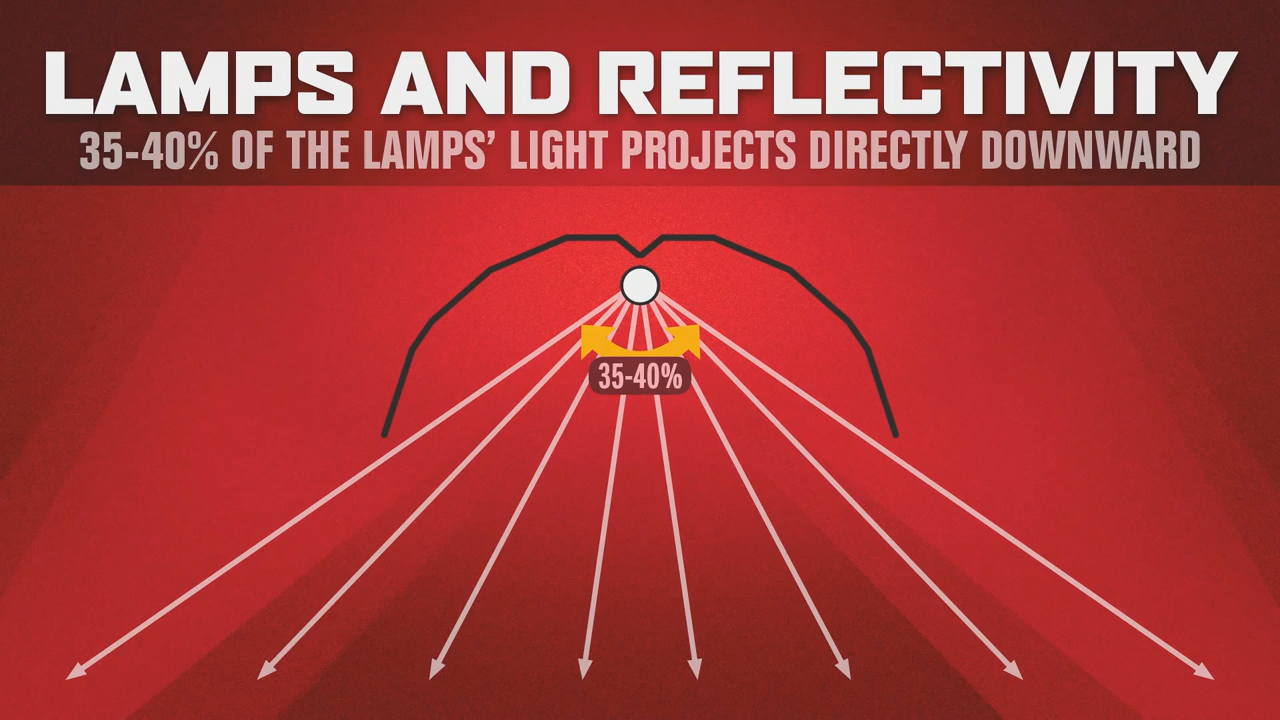 LAMPS AND REFLECTIVITY
35-40% OF THE LAMPS’ LIGHT PROJECTS DIRECTLY DOWNWARD
35-40%